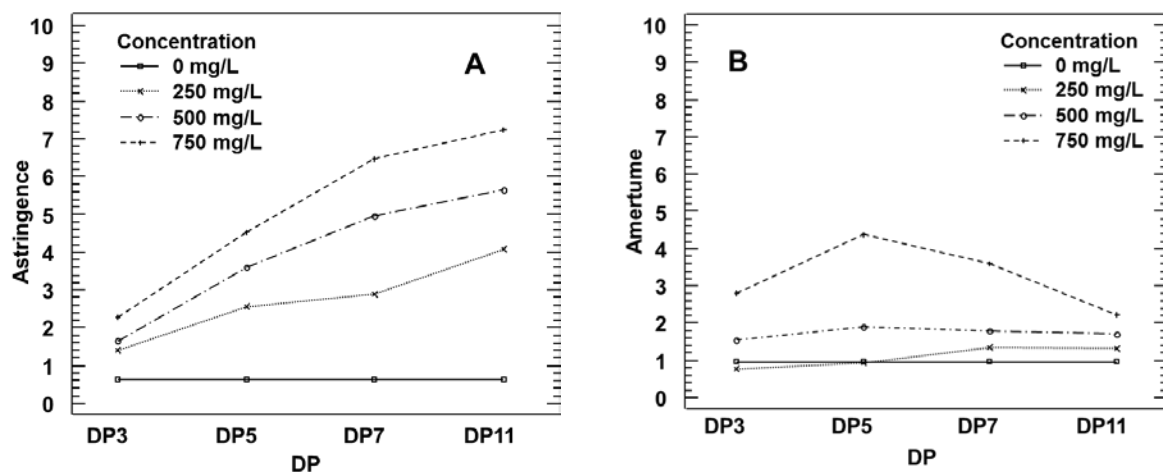 10
9
8
7
6
5
4
3
2
1
0
Astringence
Concentration
0 mg/L
250 mg/L
500 mg/L
750 mg/L
A
DP3 DP5 DP7 DP11
DP
10
9
8
7
6
5
4
3
2
1
0
Amertume
B
Concentration
0 mg/L
250 mg/L
500 mg/L
750 mg/L
DP3 DP5 DP7 DP11
DP